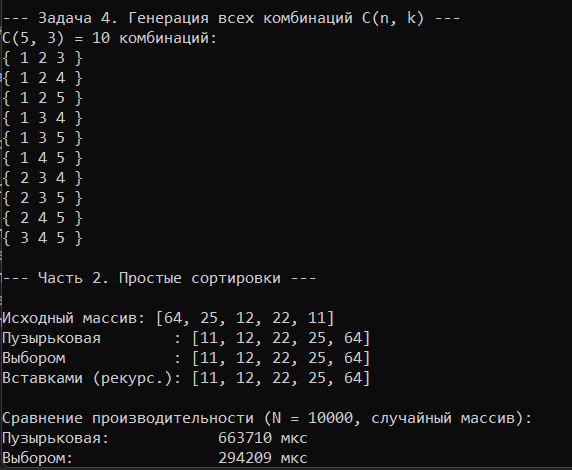 --- Задача 4. Генерация всех комбинаций C(n, k) ---
C(5, 3) = 10 комбинаций:
{ 1 2 3 }
{ 1 2 4 }
{ 1 2 5 }
{ 1 3 4 }
{ 1 3 5 }
{ 1 4 5 }
{ 2 3 4 }
{ 2 3 5 }
{ 2 4 5 }
{ 3 4 5 }
--- Часть 2. Простые сортировки ---
Исходный массив: [64, 25, 12, 22, 11]
Пузырьковая        : [11, 12, 22, 25, 64]
Выбором            : [11, 12, 22, 25, 64]
Вставками (рекурс.): [11, 12, 22, 25, 64]
Сравнение производительности (N = 10000, случайный массив):
Пузырьковая:            663710 мкс
Выбором:                294209 мкс